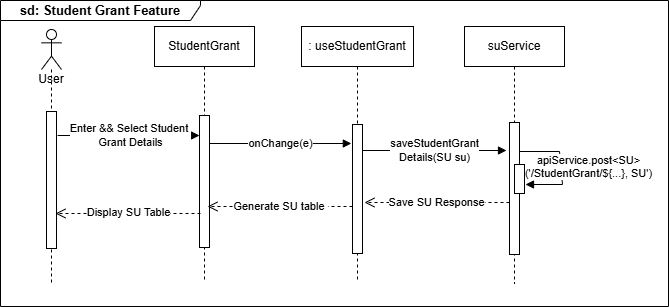 sd: Student Grant Feature
StudentGrant
: useStudentGrant
suService
User
Enter && Select Student
Grant Details
onChange(e)
saveStudentGrant
Details(SU su)
apiService.post<SU>
('/StudentGrant/${...}, SU')
Display SU Table
Generate SU table
Save SU Response